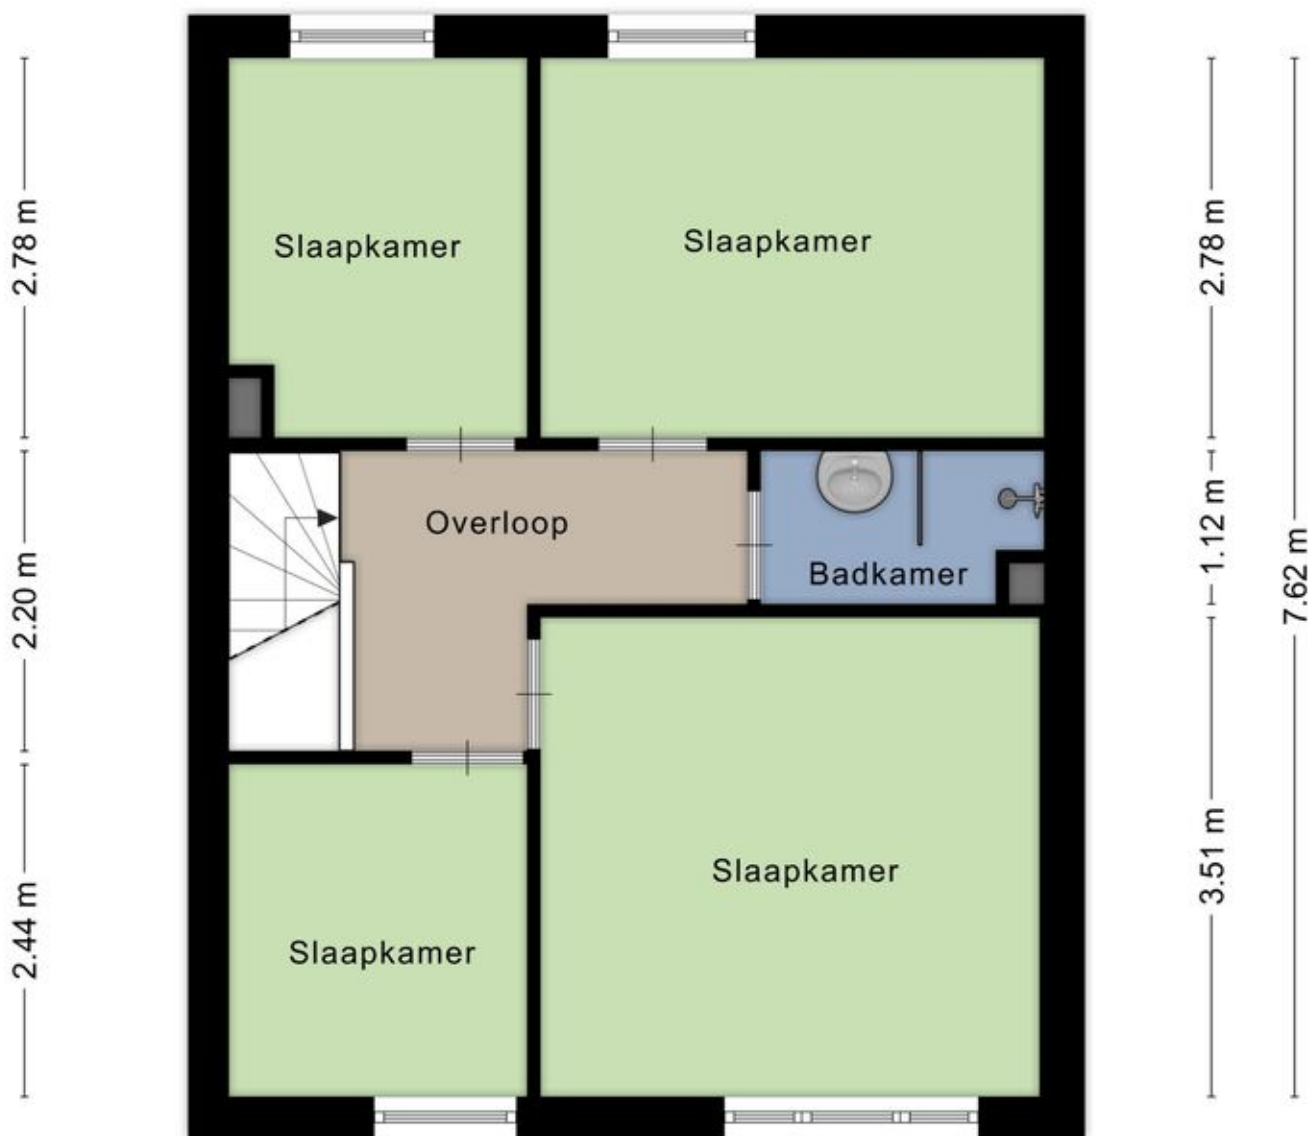 Slaapkamer
Slaapkamer
2.78 m
2.78 m
Overloop
Badkamer
1.12 m
2.20 m
7.62 m
Slaapkamer
3.51 m
Slaapkamer
2.44 m